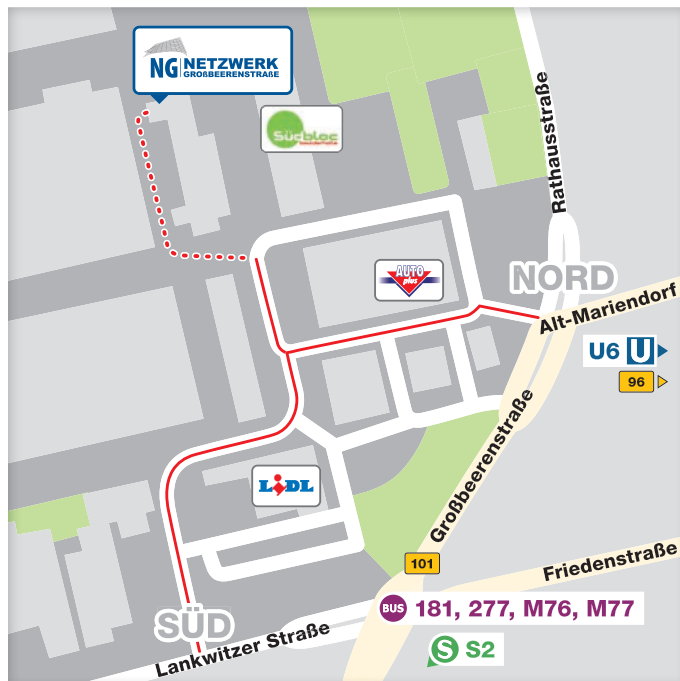 NG NETZWERK
GROßBEERENSTRAßE
Südbloc
Rathausstraße
AUTO
plus
NORD
Alt-Mariendorf
U6 U
96
Großbeerenstraße
LIDL
101
Friedenstraße
BUS 181, 277, M76, M77
SÜD
Lankwitzer Straße
S S2